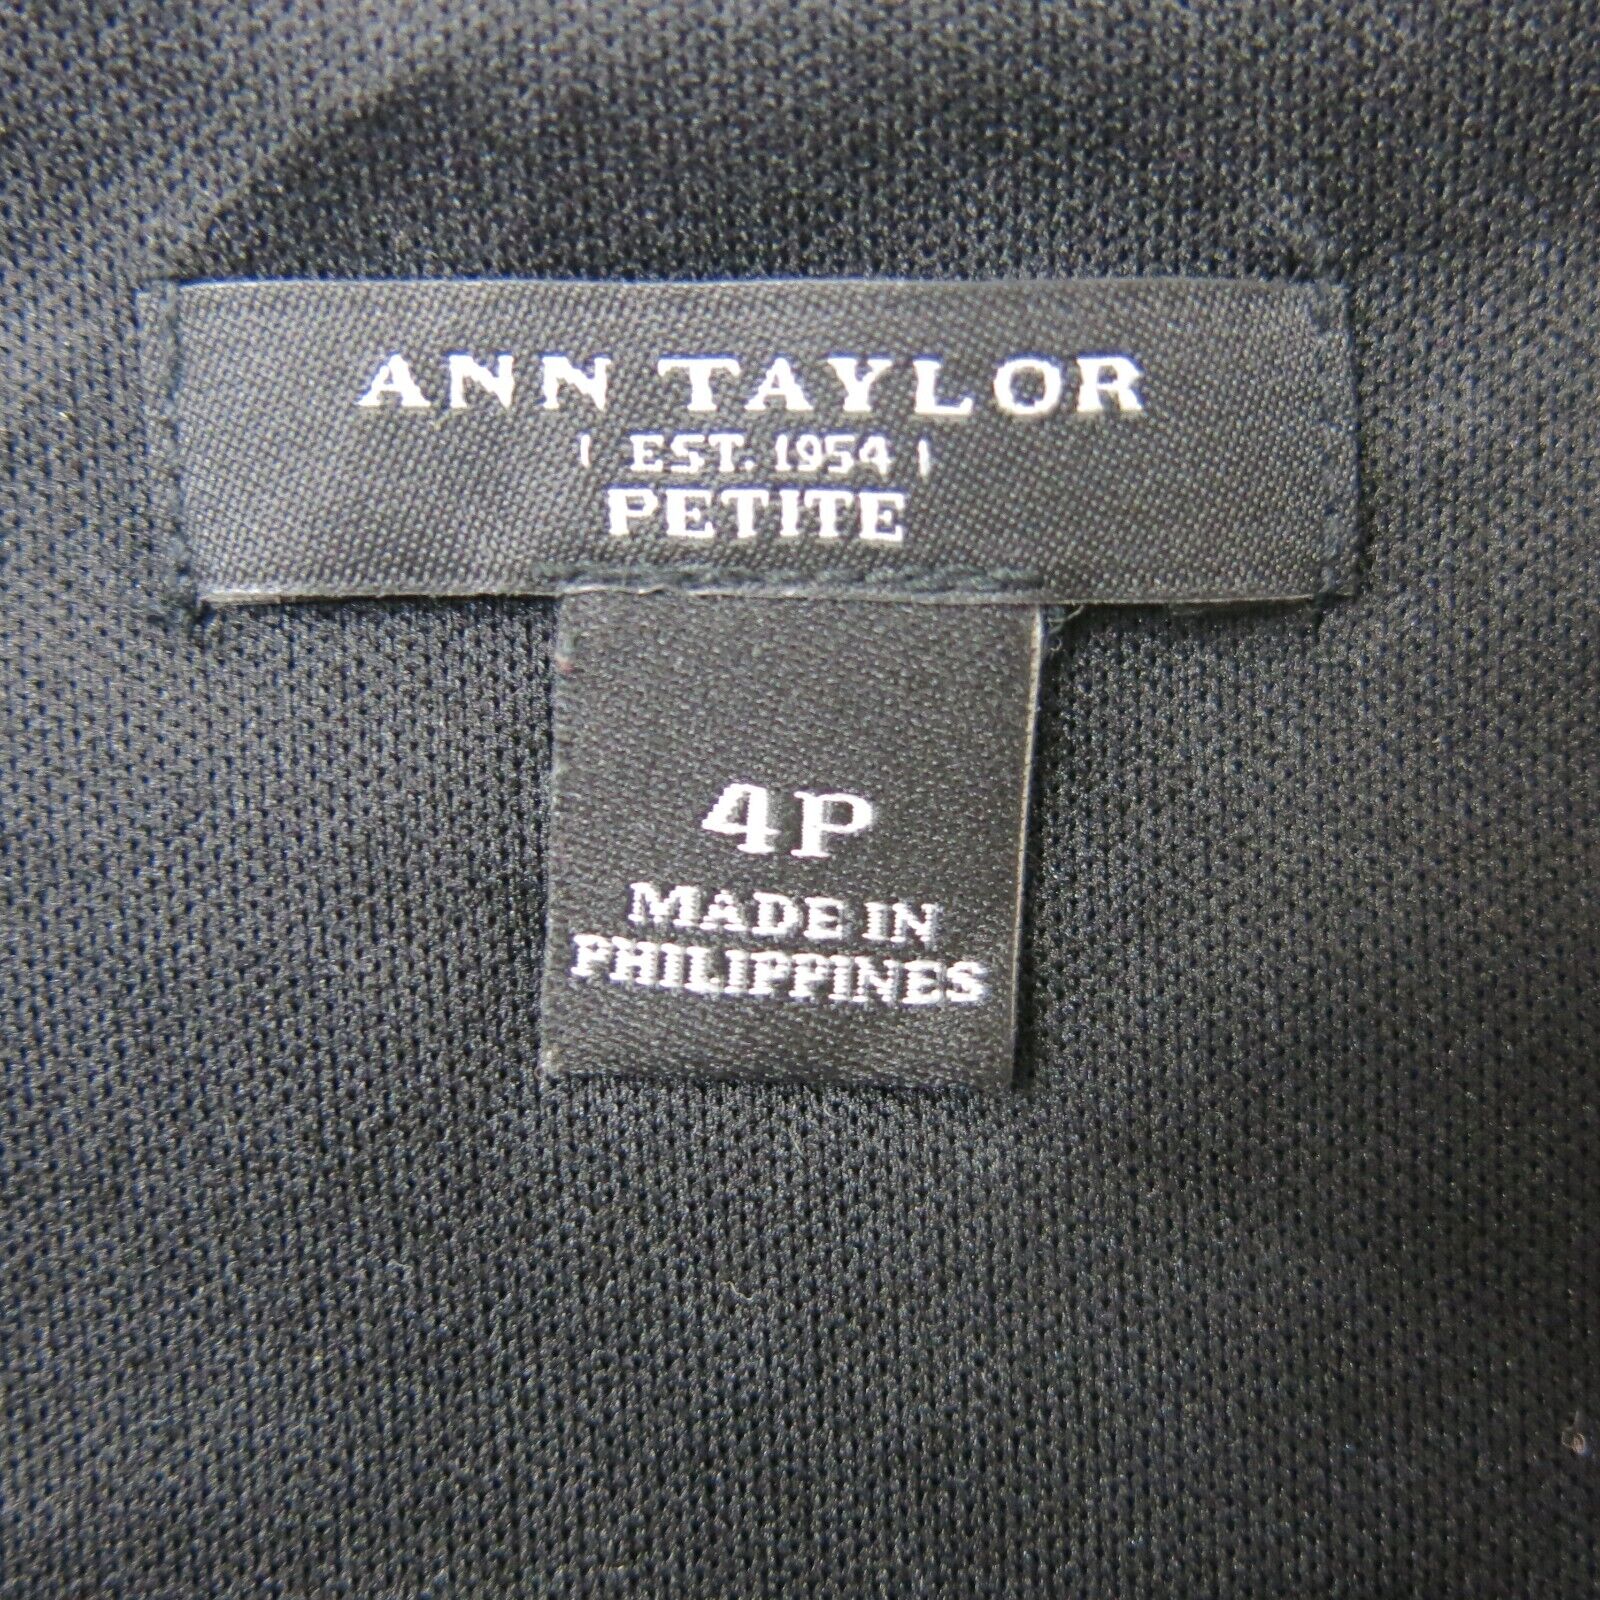 ANN TAYLOR
| EST. 1954 |
PETITE
4P
MADE IN
PHILIPPINES